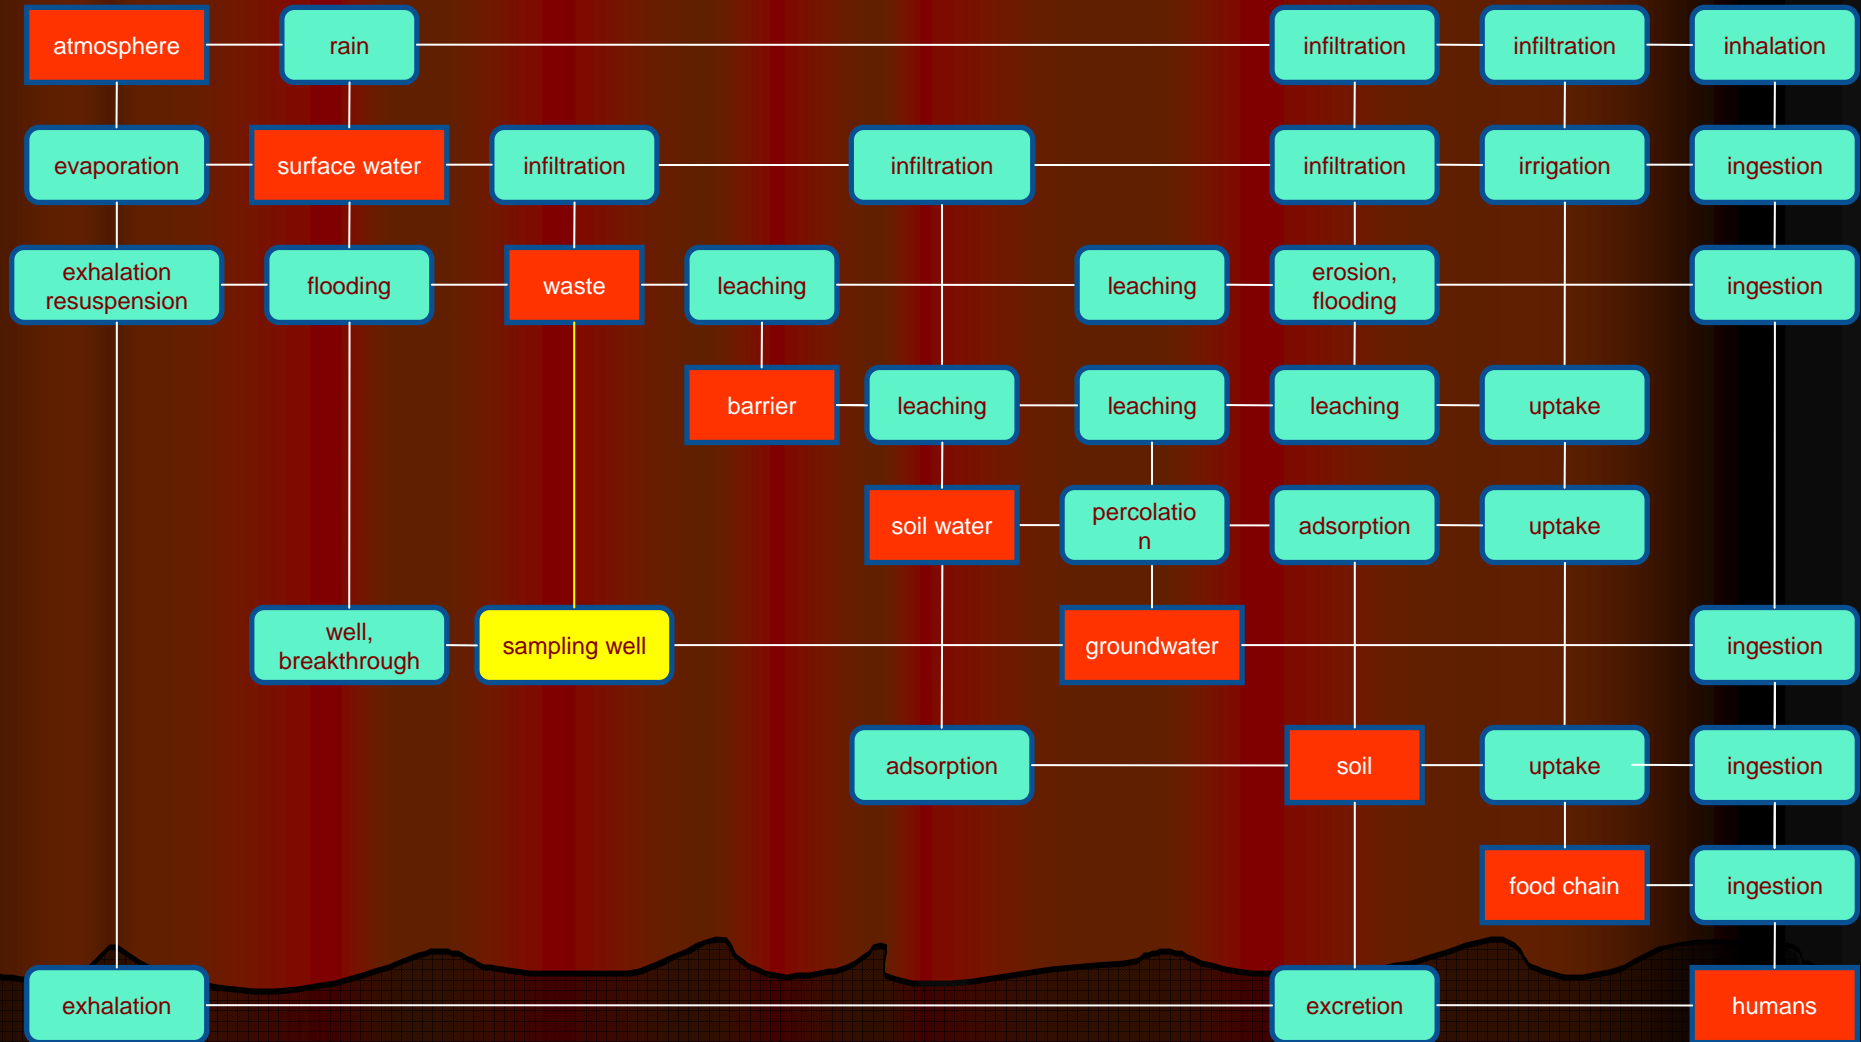 atmosphere
rain
infiltration
infiltration
inhalation
evaporation
surface water
infiltration
infiltration
infiltration
irrigation
ingestion
exhalation
resuspension
flooding
waste
leaching
leaching
erosion,
flooding
ingestion
barrier
leaching
leaching
leaching
uptake
soil water
percolatio
n
adsorption
uptake
well,
breakthrough
sampling well
groundwater
ingestion
adsorption
soil
uptake
ingestion
food chain
ingestion
exhalation
excretion
humans